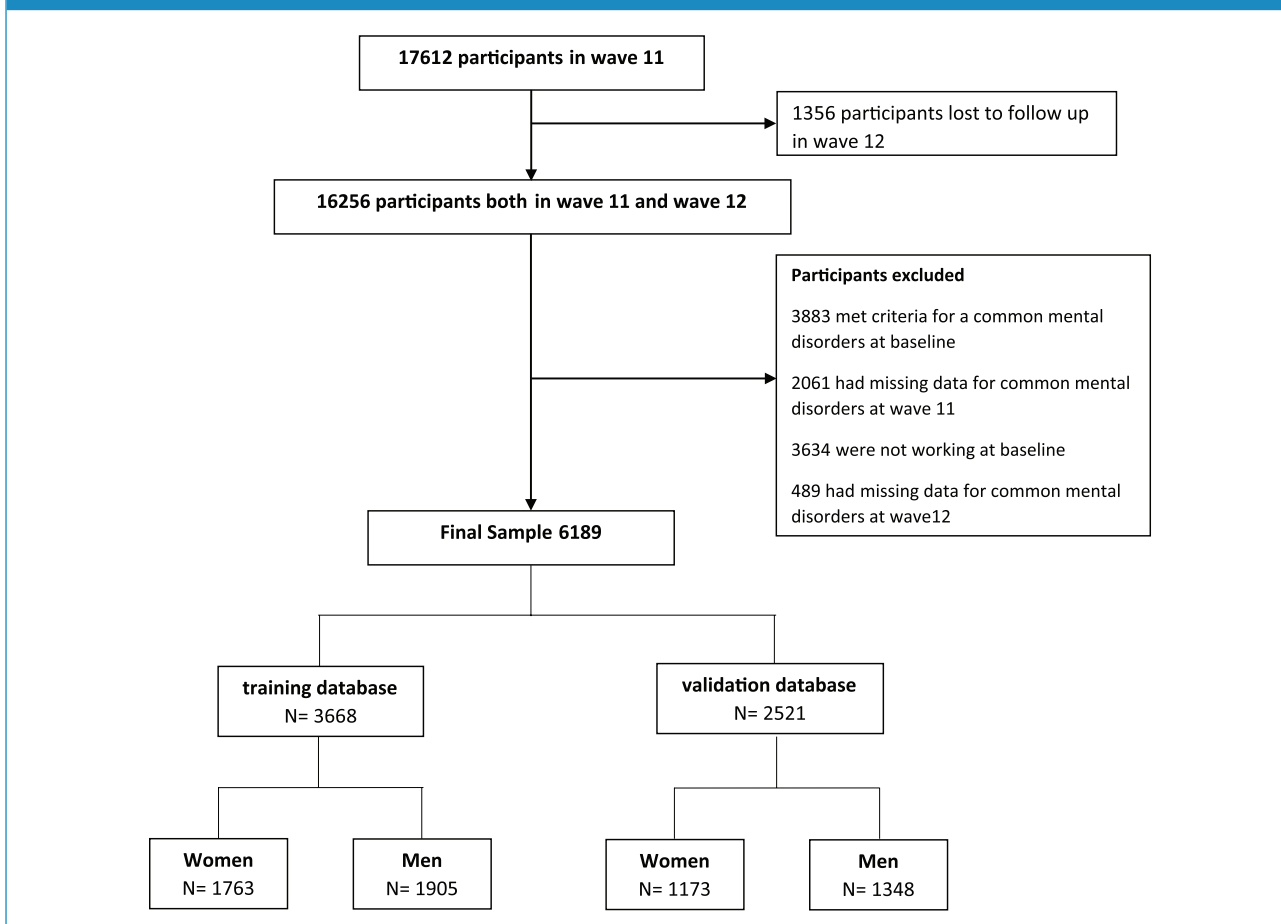 17612 participants in wave 11
1356 participants lost to follow up
in wave 12
16256 participants both in wave 11 and wave 12
Participants excluded
3883 met criteria for a common mental
disorders at baseline
2061 had missing data for common mental
disorders at wave 11
3634 were not working at baseline
489 had missing data for common mental
disorders at wave12
Final Sample 6189
training database
N= 3668
validation database
N= 2521
Women
N= 1763
Men
N= 1905
Women
N= 1173
Men
N= 1348